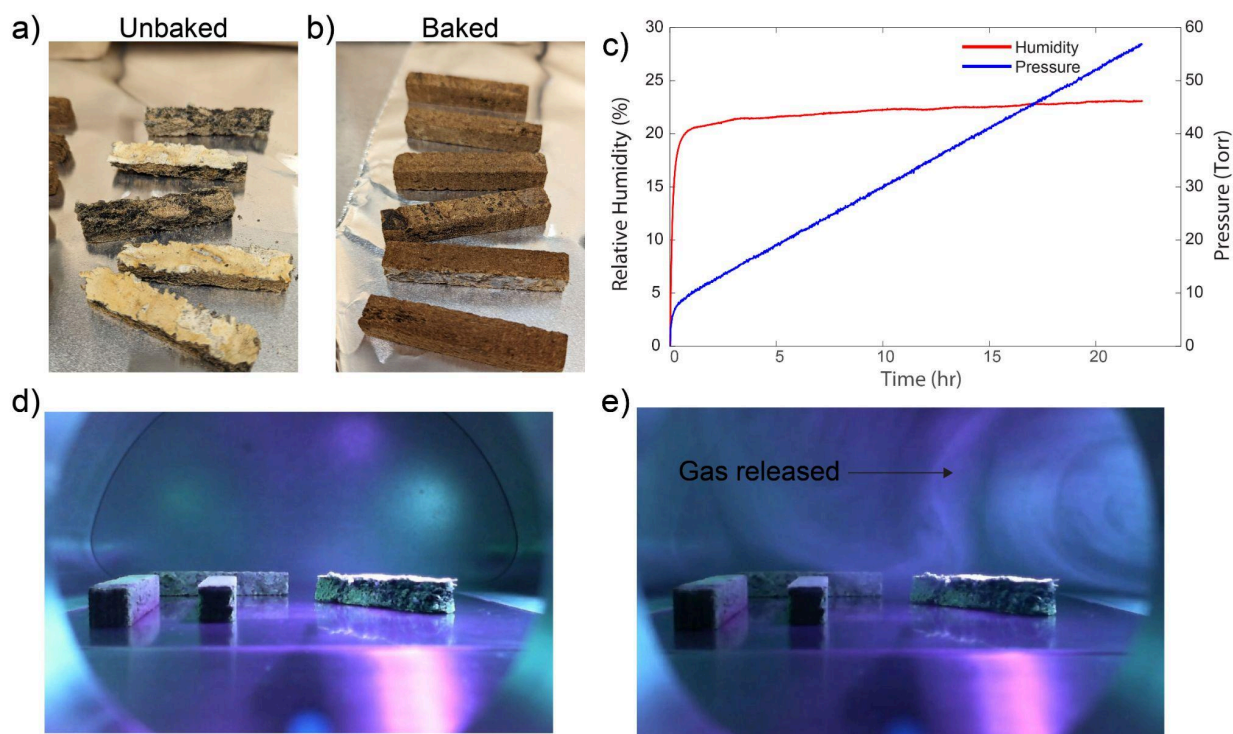 a) Unbaked
b) Baked
c)
30
25
20
15
10
5
0
Relative Humidity (%)
Humidity
Pressure
60
50
40
30
20
10
0
Pressure (Torr)
0 5 10 15 20
Time (hr)
d)
e)
Gas released